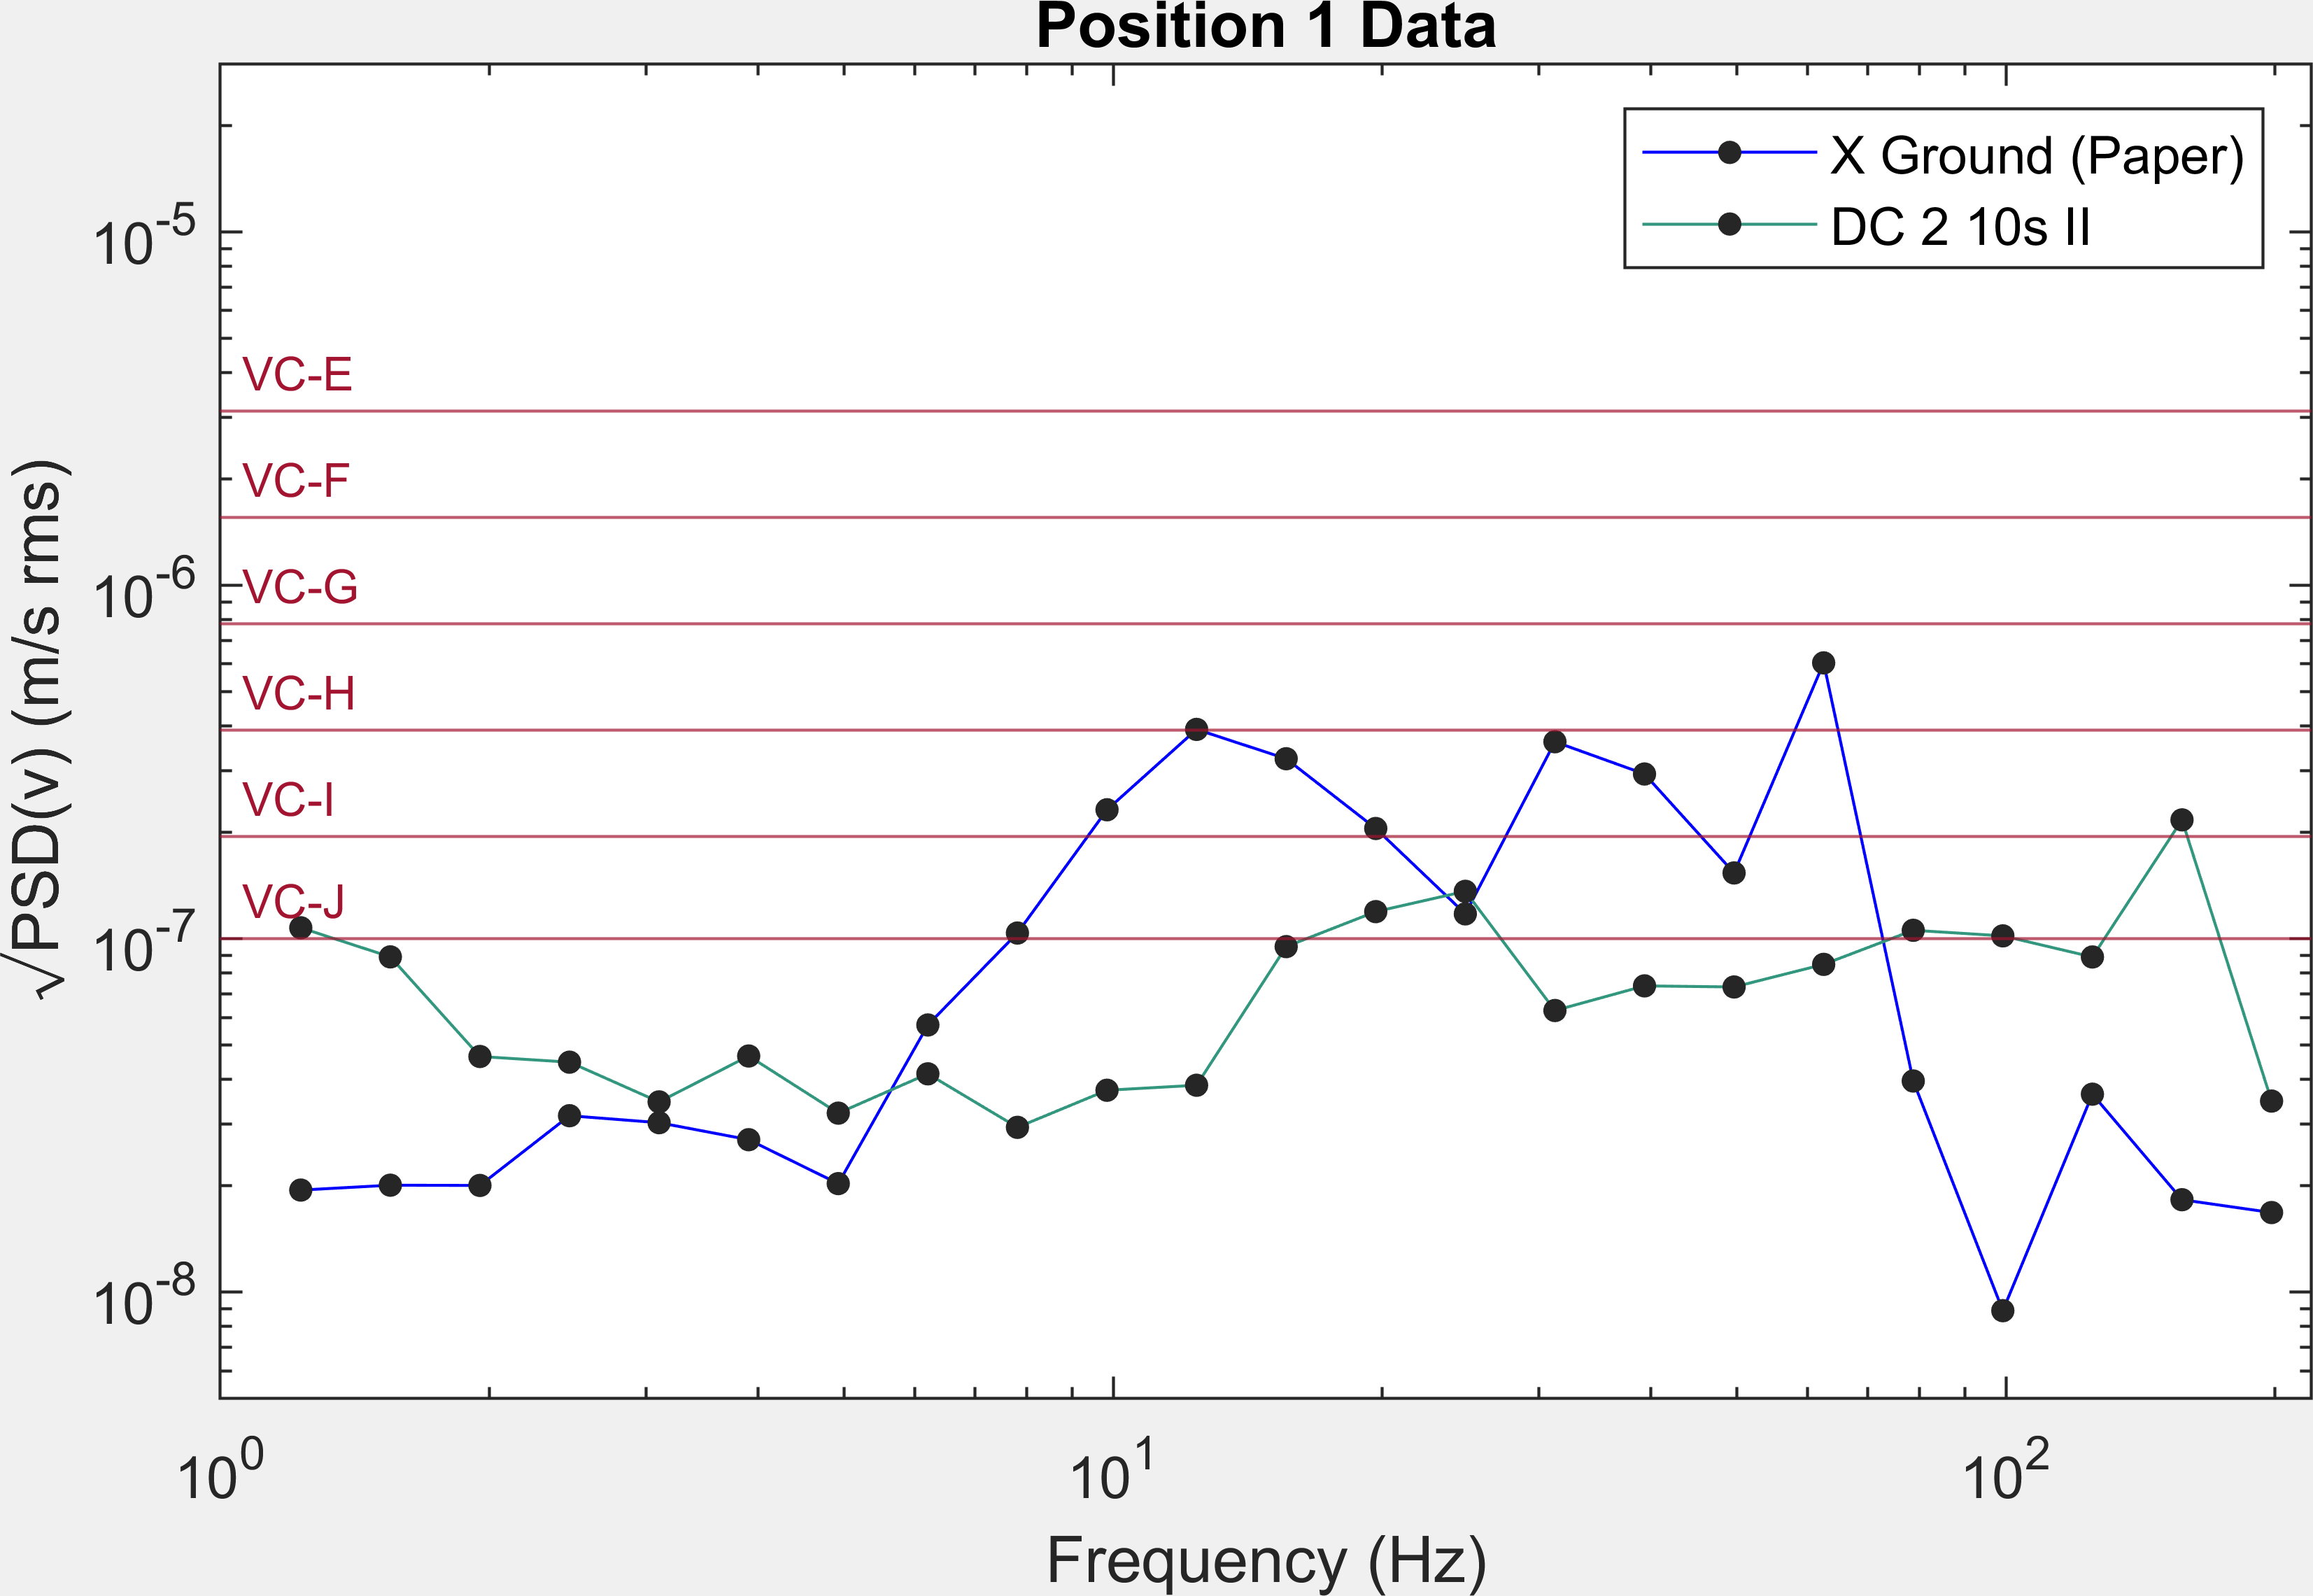 Position 1 Data
X Ground (Paper)
DC 2 10s II
10^-5
VC-E
VC-F
10^-6
VC-G
VC-H
VC-I
VC-J
10^-7
10^-8
√PSD(v) (m/s rms)
10^0
10^1
10^2
Frequency (Hz)